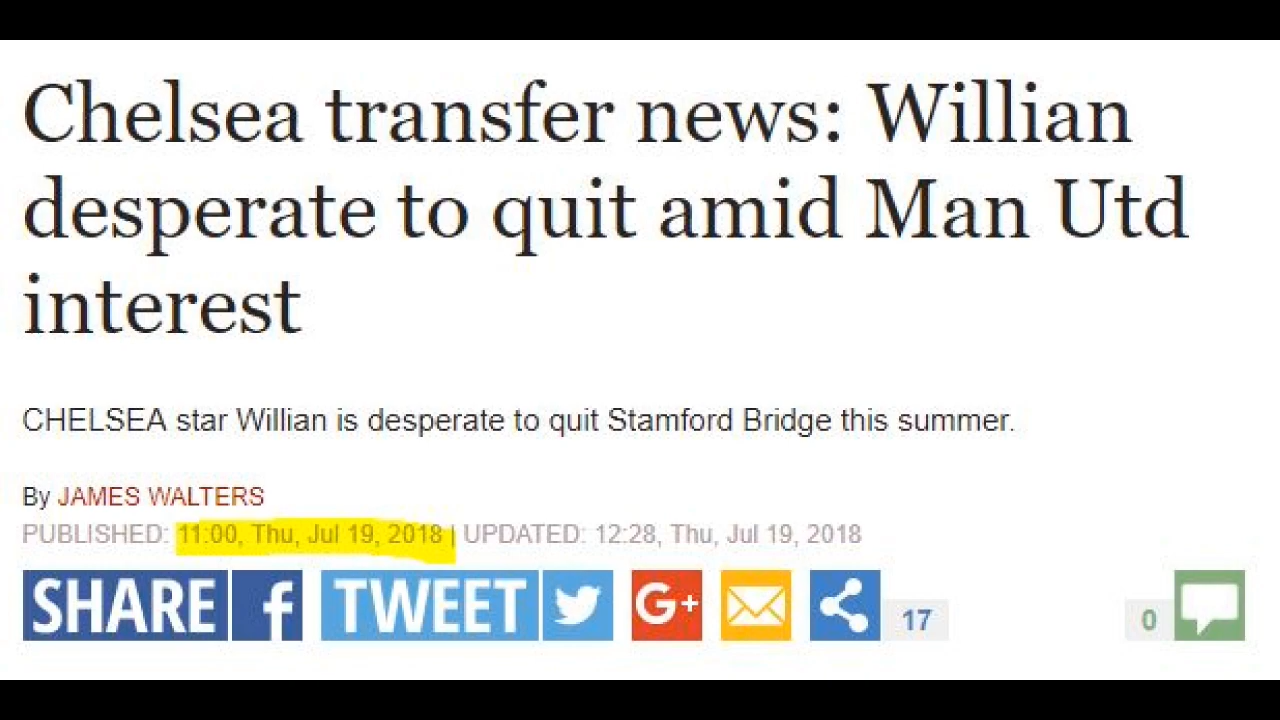 Chelsea transfer news: Willian
desperate to quit amid Man Utd
interest
CHELSEA star Willian is desperate to quit Stamford Bridge this summer.
By JAMES WALTERS
PUBLISHED: 11:00, Thu, Jul 19, 2018 | UPDATED: 12:28, Thu, Jul 19, 2018
SHARE f TWEET G+ 17 0